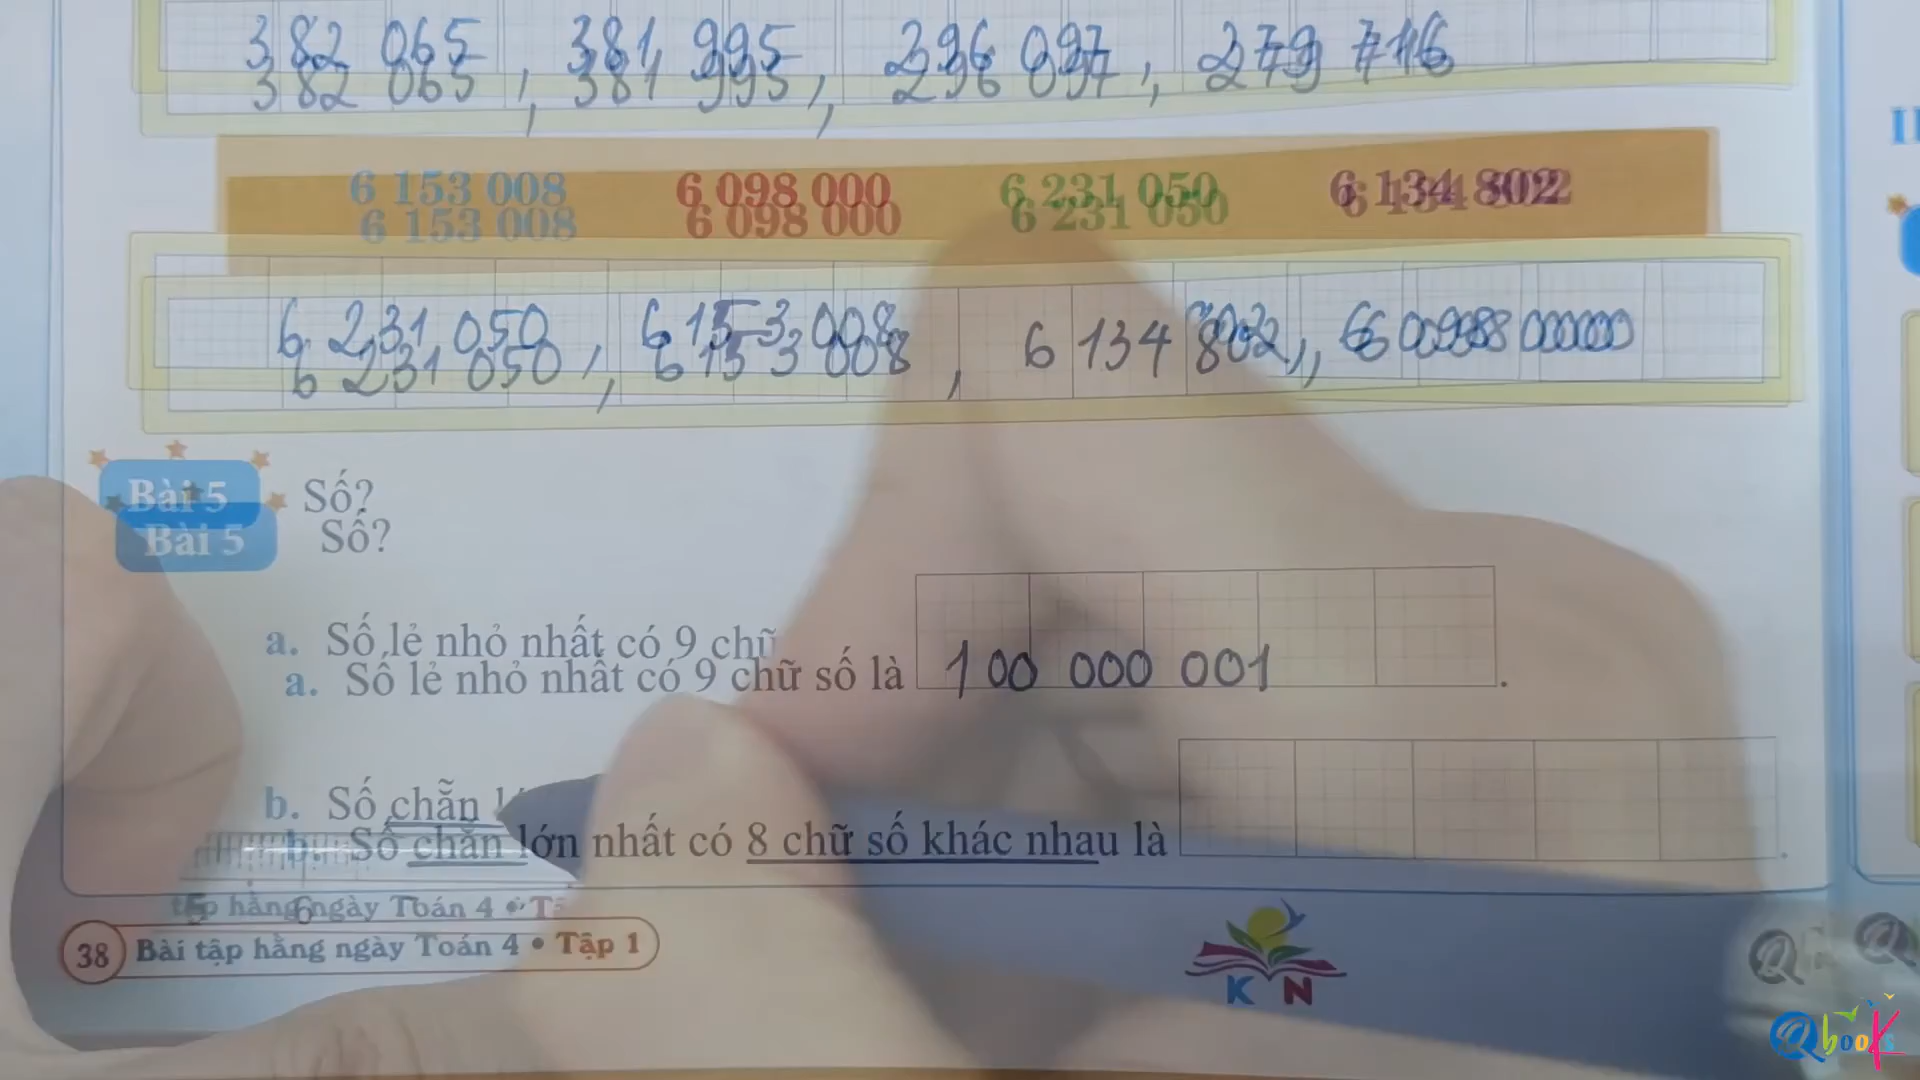 382 065, 381 995, 296 097, 279 716
6 153 008 6 098 000 6 231 050 6 134 802
6 231 050, 6 153 008, 6 134 802, 6 098 000
Bài 5 Số?
a. Số lẻ nhỏ nhất có 9 chữ số là 100 000 001.
b. Số chẵn lớn nhất có 8 chữ số khác nhau là .
38 Bài tập hằng ngày Toán 4 • Tập 1
K N
Qbooks